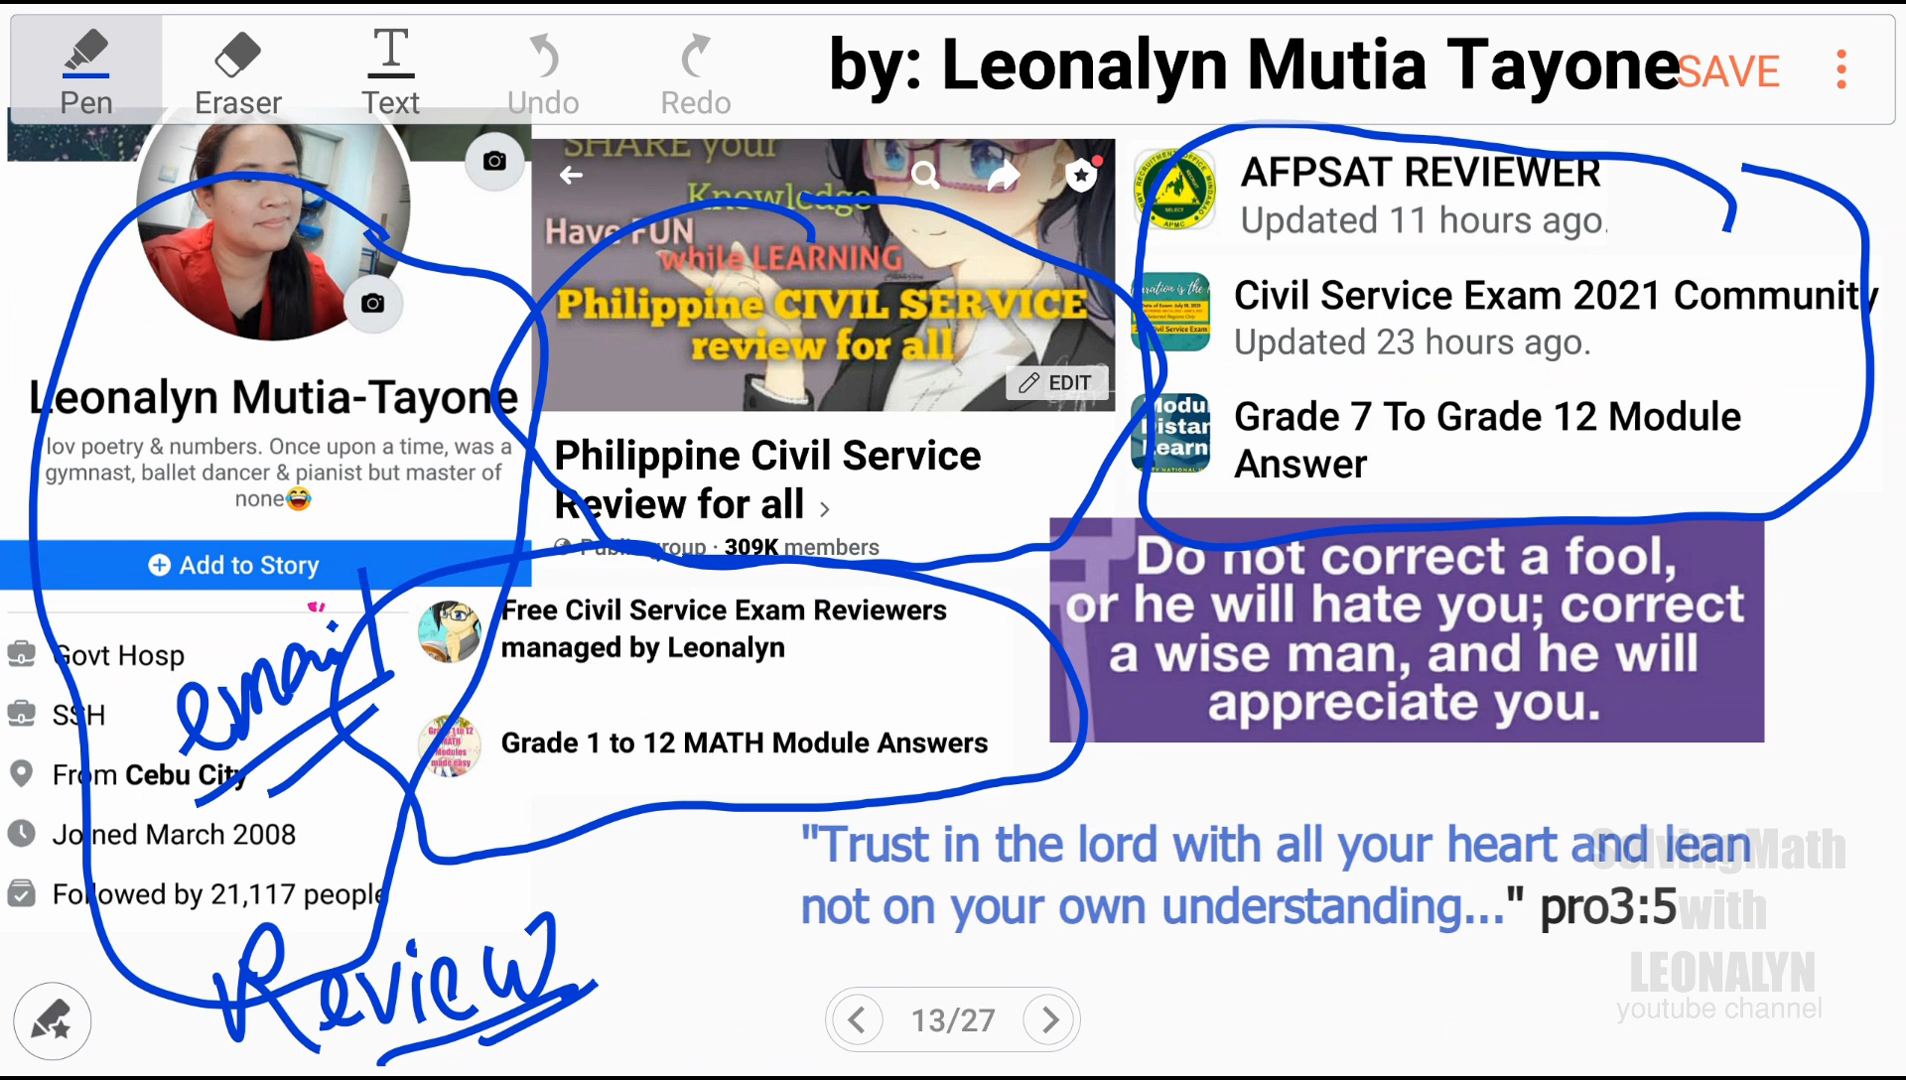 Pen
Eraser
Text
Undo
Redo
by: Leonalyn Mutia Tayone
SAVE
Leonalyn Mutia-Tayone
lov poetry & numbers. Once upon a time, was a
gymnast, ballet dancer & pianist but master of
none😂
Add to Story
Govt Hosp
SSH
From Cebu City
Joined March 2008
Followed by 21,117 people
email
Review
SHARE your
Knowledge
Have FUN
while LEARNING
Philippine CIVIL SERVICE
review for all
EDIT
Philippine Civil Service
Review for all >
Public group · 309K members
Free Civil Service Exam Reviewers
managed by Leonalyn
Grade 1 to 12 MATH Module Answers
AFPSAT REVIEWER
Updated 11 hours ago.
Civil Service Exam 2021 Community
Updated 23 hours ago.
Grade 7 To Grade 12 Module
Answer
Do not correct a fool,
or he will hate you; correct
a wise man, and he will
appreciate you.
"Trust in the lord with all your heart and lean
not on your own understanding..." pro3:5
SolvingMath
with
LEONALYN
youtube channel
13/27